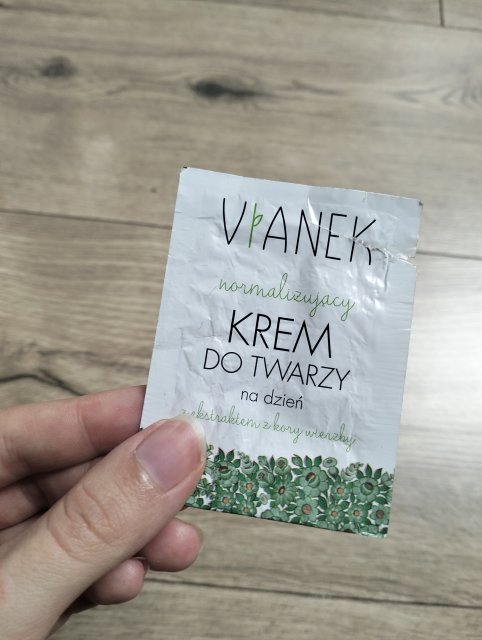 VIANEK
normalizujący
KREM
DO TWARZY
na dzień
z ekstraktem z kory wierzby